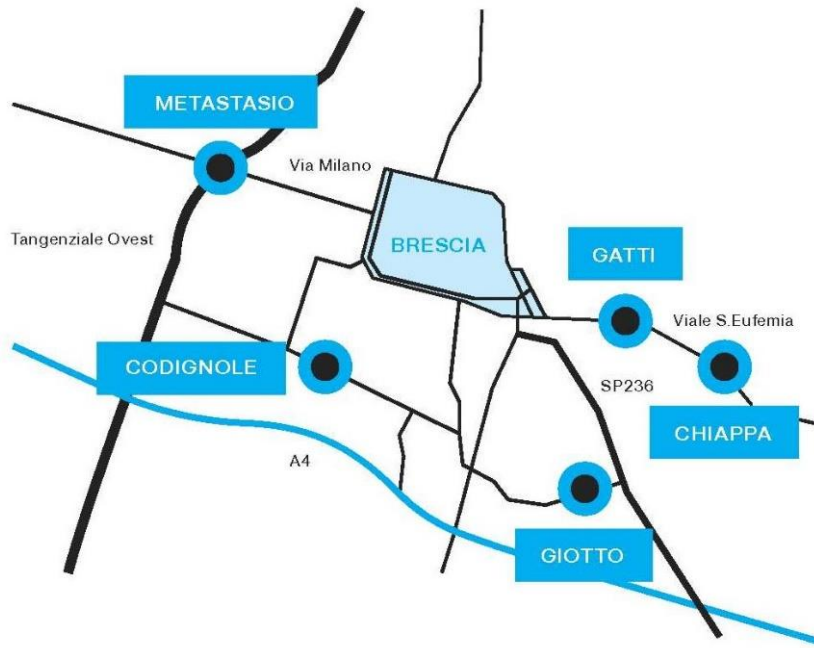 METASTASIO
Via Milano
Tangenziale Ovest
BRESCIA
GATTI
Viale S.Eufemia
CODIGNOLE
SP236
CHIAPPA
A4
GIOTTO